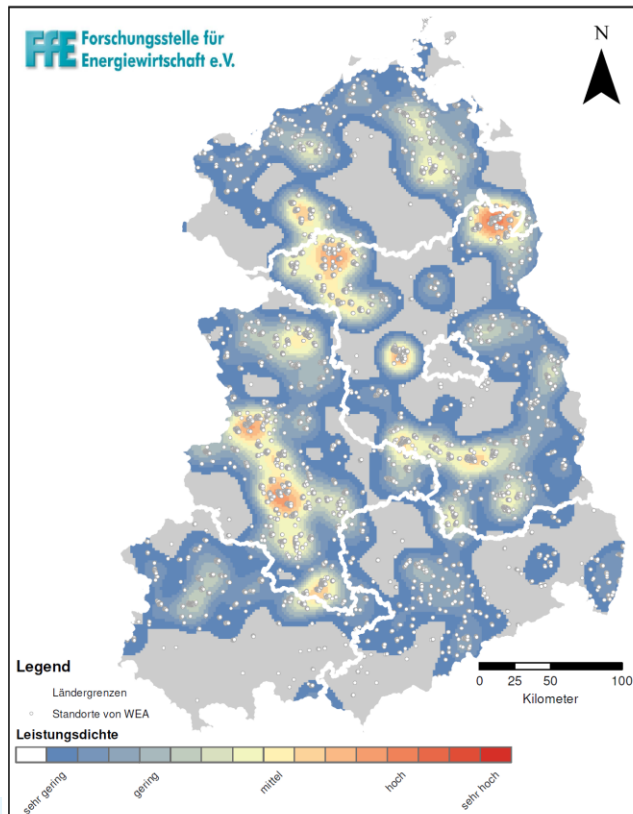 FfE Forschungsstelle für
Energiewirtschaft e.V.
N
Legend
Ländergrenzen
Standorte von WEA
0 25 50 100
Kilometer
Leistungsdichte
sehr gering
gering
mittel
hoch
sehr hoch